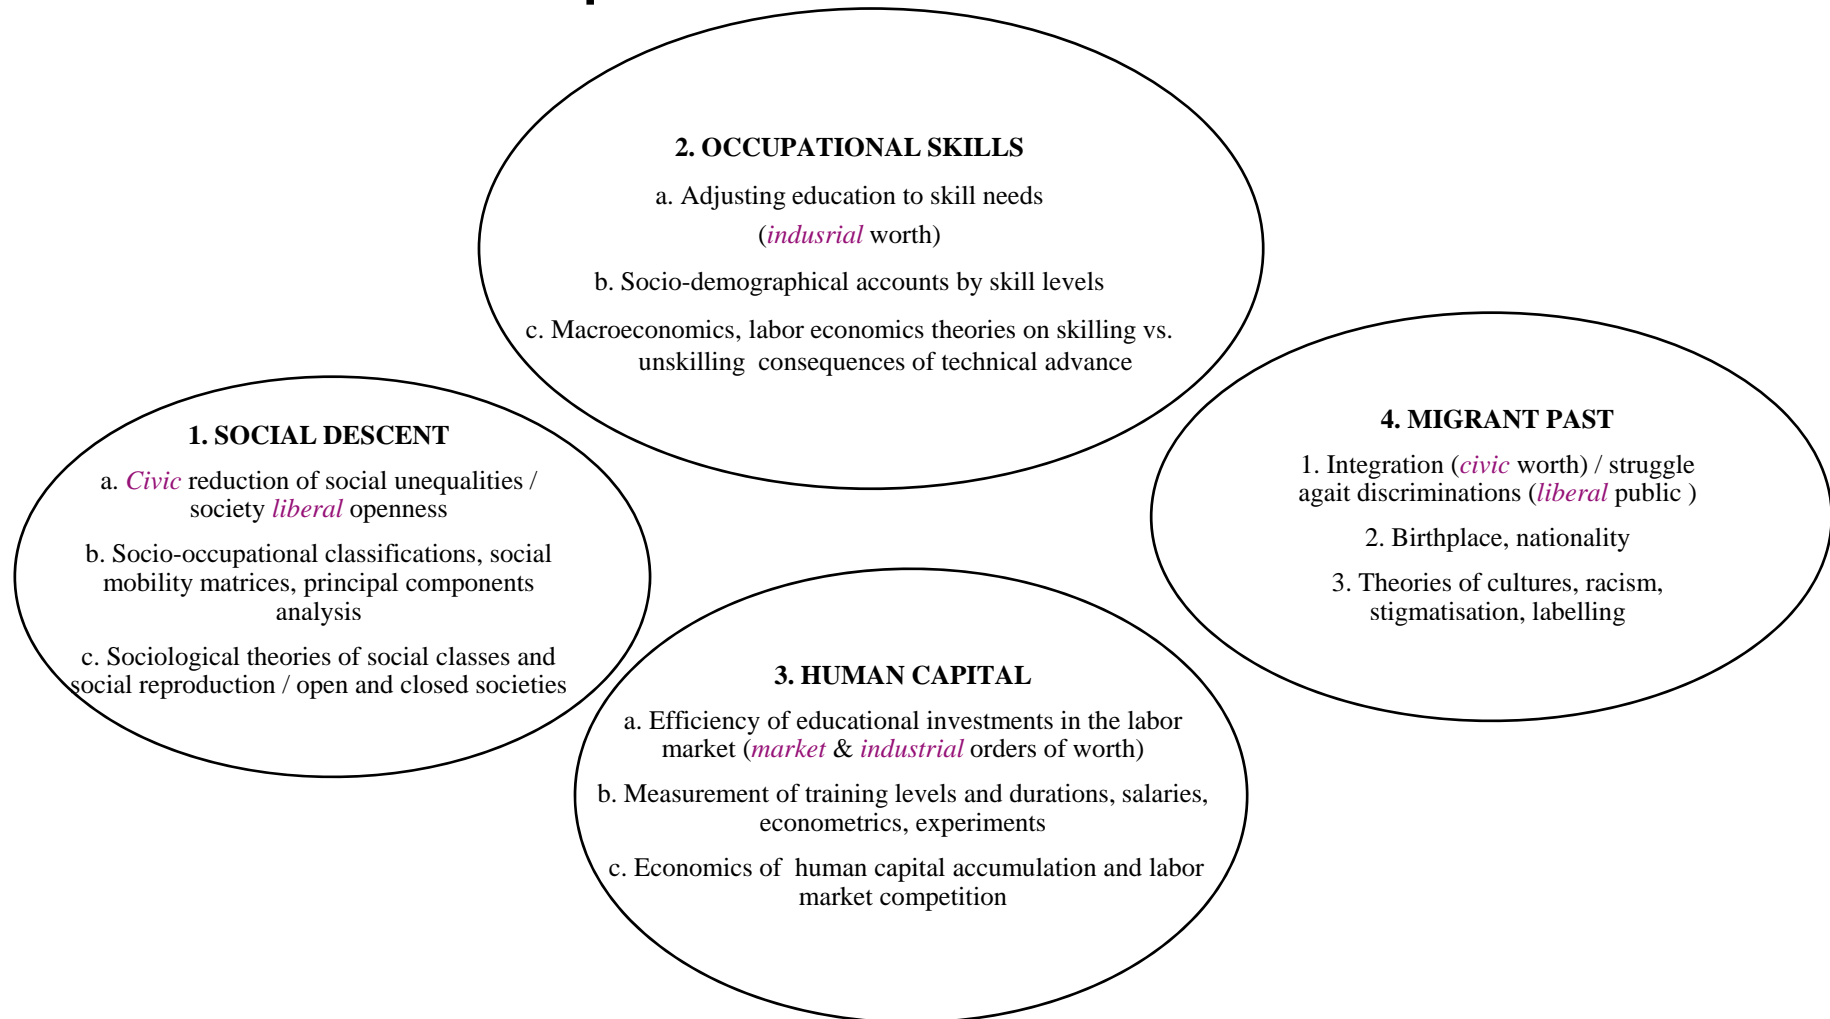 2. OCCUPATIONAL SKILLS
a. Adjusting education to skill needs
(indusrial worth)
b. Socio-demographical accounts by skill levels
c. Macroeconomics, labor economics theories on skilling vs.
unskilling consequences of technical advance
1. SOCIAL DESCENT
a. Civic reduction of social unequalities /
society liberal openness
b. Socio-occupational classifications, social
mobility matrices, principal components
analysis
c. Sociological theories of social classes and
social reproduction / open and closed societies
4. MIGRANT PAST
1. Integration (civic worth) / struggle
agait discriminations (liberal public )
2. Birthplace, nationality
3. Theories of cultures, racism,
stigmatisation, labelling
3. HUMAN CAPITAL
a. Efficiency of educational investments in the labor
market (market & industrial orders of worth)
b. Measurement of training levels and durations, salaries,
econometrics, experiments
c. Economics of human capital accumulation and labor
market competition